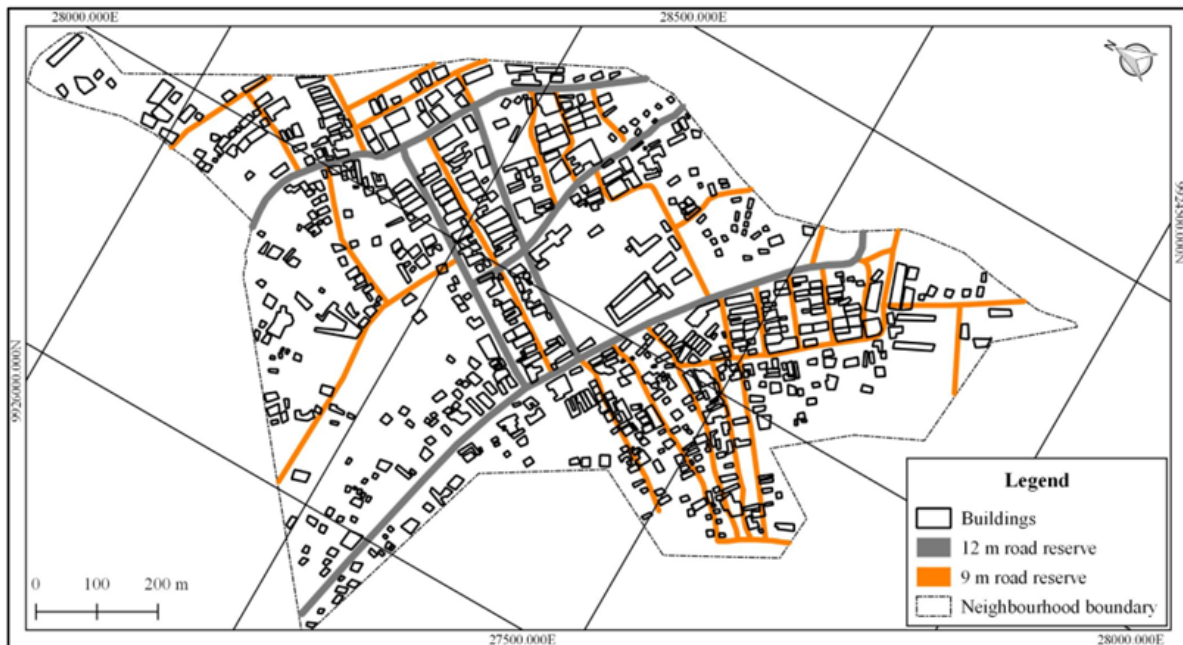 28000.000E
28500.000E
N
9924500.000N
9926000.000N
Legend
Buildings
12 m road reserve
9 m road reserve
Neighbourhood boundary
0 100 200 m
27500.000E
28000.000E